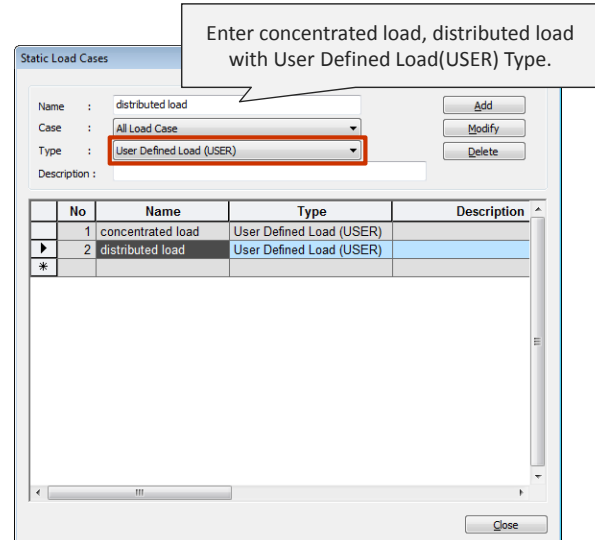 Enter concentrated load, distributed load
with User Defined Load(USER) Type.
Static Load Cases
Name : distributed load Add
Case : All Load Case Modify
Type : User Defined Load (USER) Delete
Description :
No Name Type Description
1 concentrated load User Defined Load (USER)
2 distributed load User Defined Load (USER)
Close